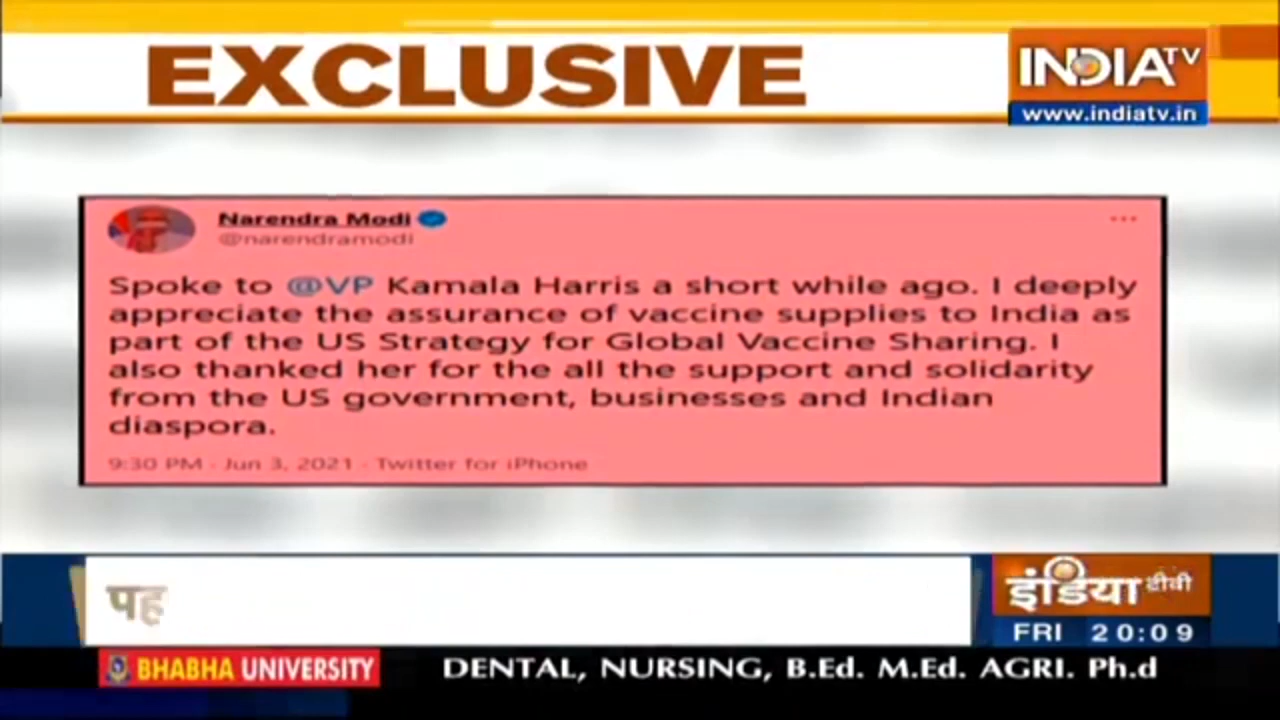 EXCLUSIVE
INDIA TV
www.indiatv.in
Narendra Modi
@narendramodi
Spoke to @VP Kamala Harris a short while ago. I deeply
appreciate the assurance of vaccine supplies to India as
part of the US Strategy for Global Vaccine Sharing. I
also thanked her for the all the support and solidarity
from the US government, businesses and Indian
diaspora.
9:30 PM · Jun 3, 2021 · Twitter for iPhone
पह
इंडिया टीवी
FRI 20:09
BHABHA UNIVERSITY DENTAL, NURSING, B.Ed. M.Ed. AGRI. Ph.d